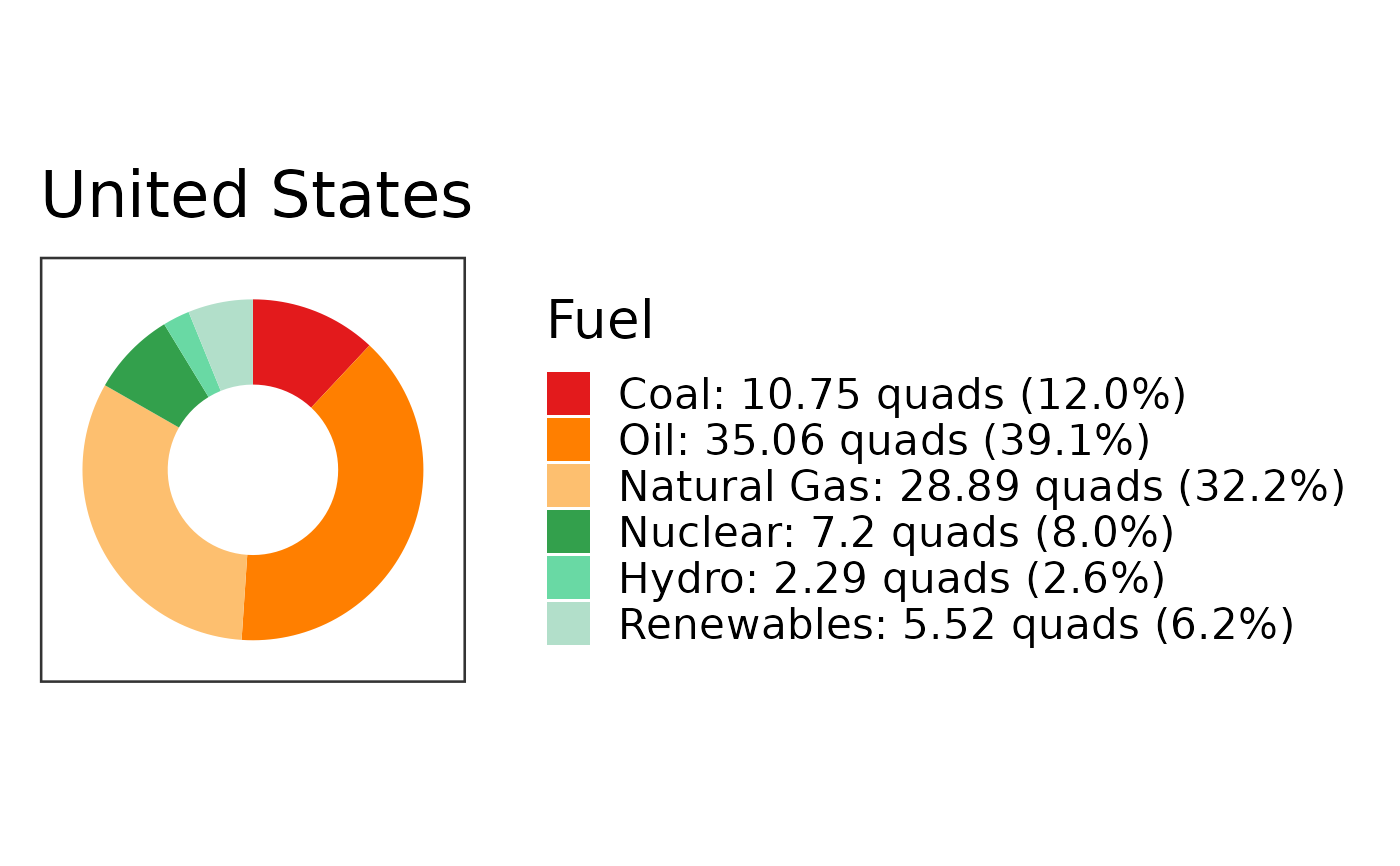 United States
Fuel
Coal: 10.75 quads (12.0%)
Oil: 35.06 quads (39.1%)
Natural Gas: 28.89 quads (32.2%)
Nuclear: 7.2 quads (8.0%)
Hydro: 2.29 quads (2.6%)
Renewables: 5.52 quads (6.2%)